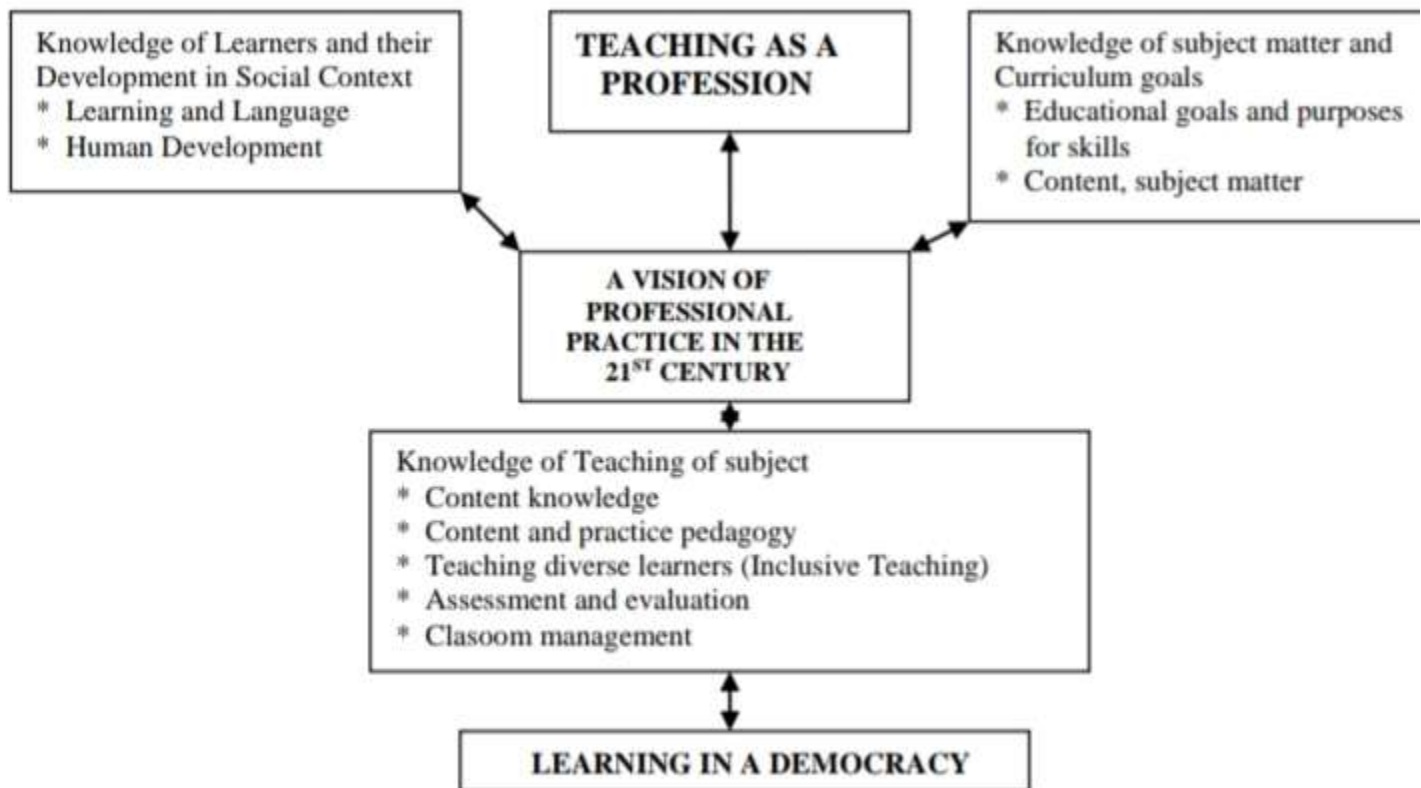 Knowledge of Learners and their
Development in Social Context
* Learning and Language
* Human Development
TEACHING AS A
PROFESSION
Knowledge of subject matter and
Curriculum goals
* Educational goals and purposes
for skills
* Content, subject matter
A VISION OF
PROFESSIONAL
PRACTICE IN THE
21ST CENTURY
Knowledge of Teaching of subject
* Content knowledge
* Content and practice pedagogy
* Teaching diverse learners (Inclusive Teaching)
* Assessment and evaluation
* Clasoom management
LEARNING IN A DEMOCRACY